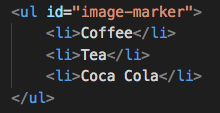 <ul id="image-marker">
<li>Coffee</li>
<li>Tea</li>
<li>Coca Cola</li>
</ul>